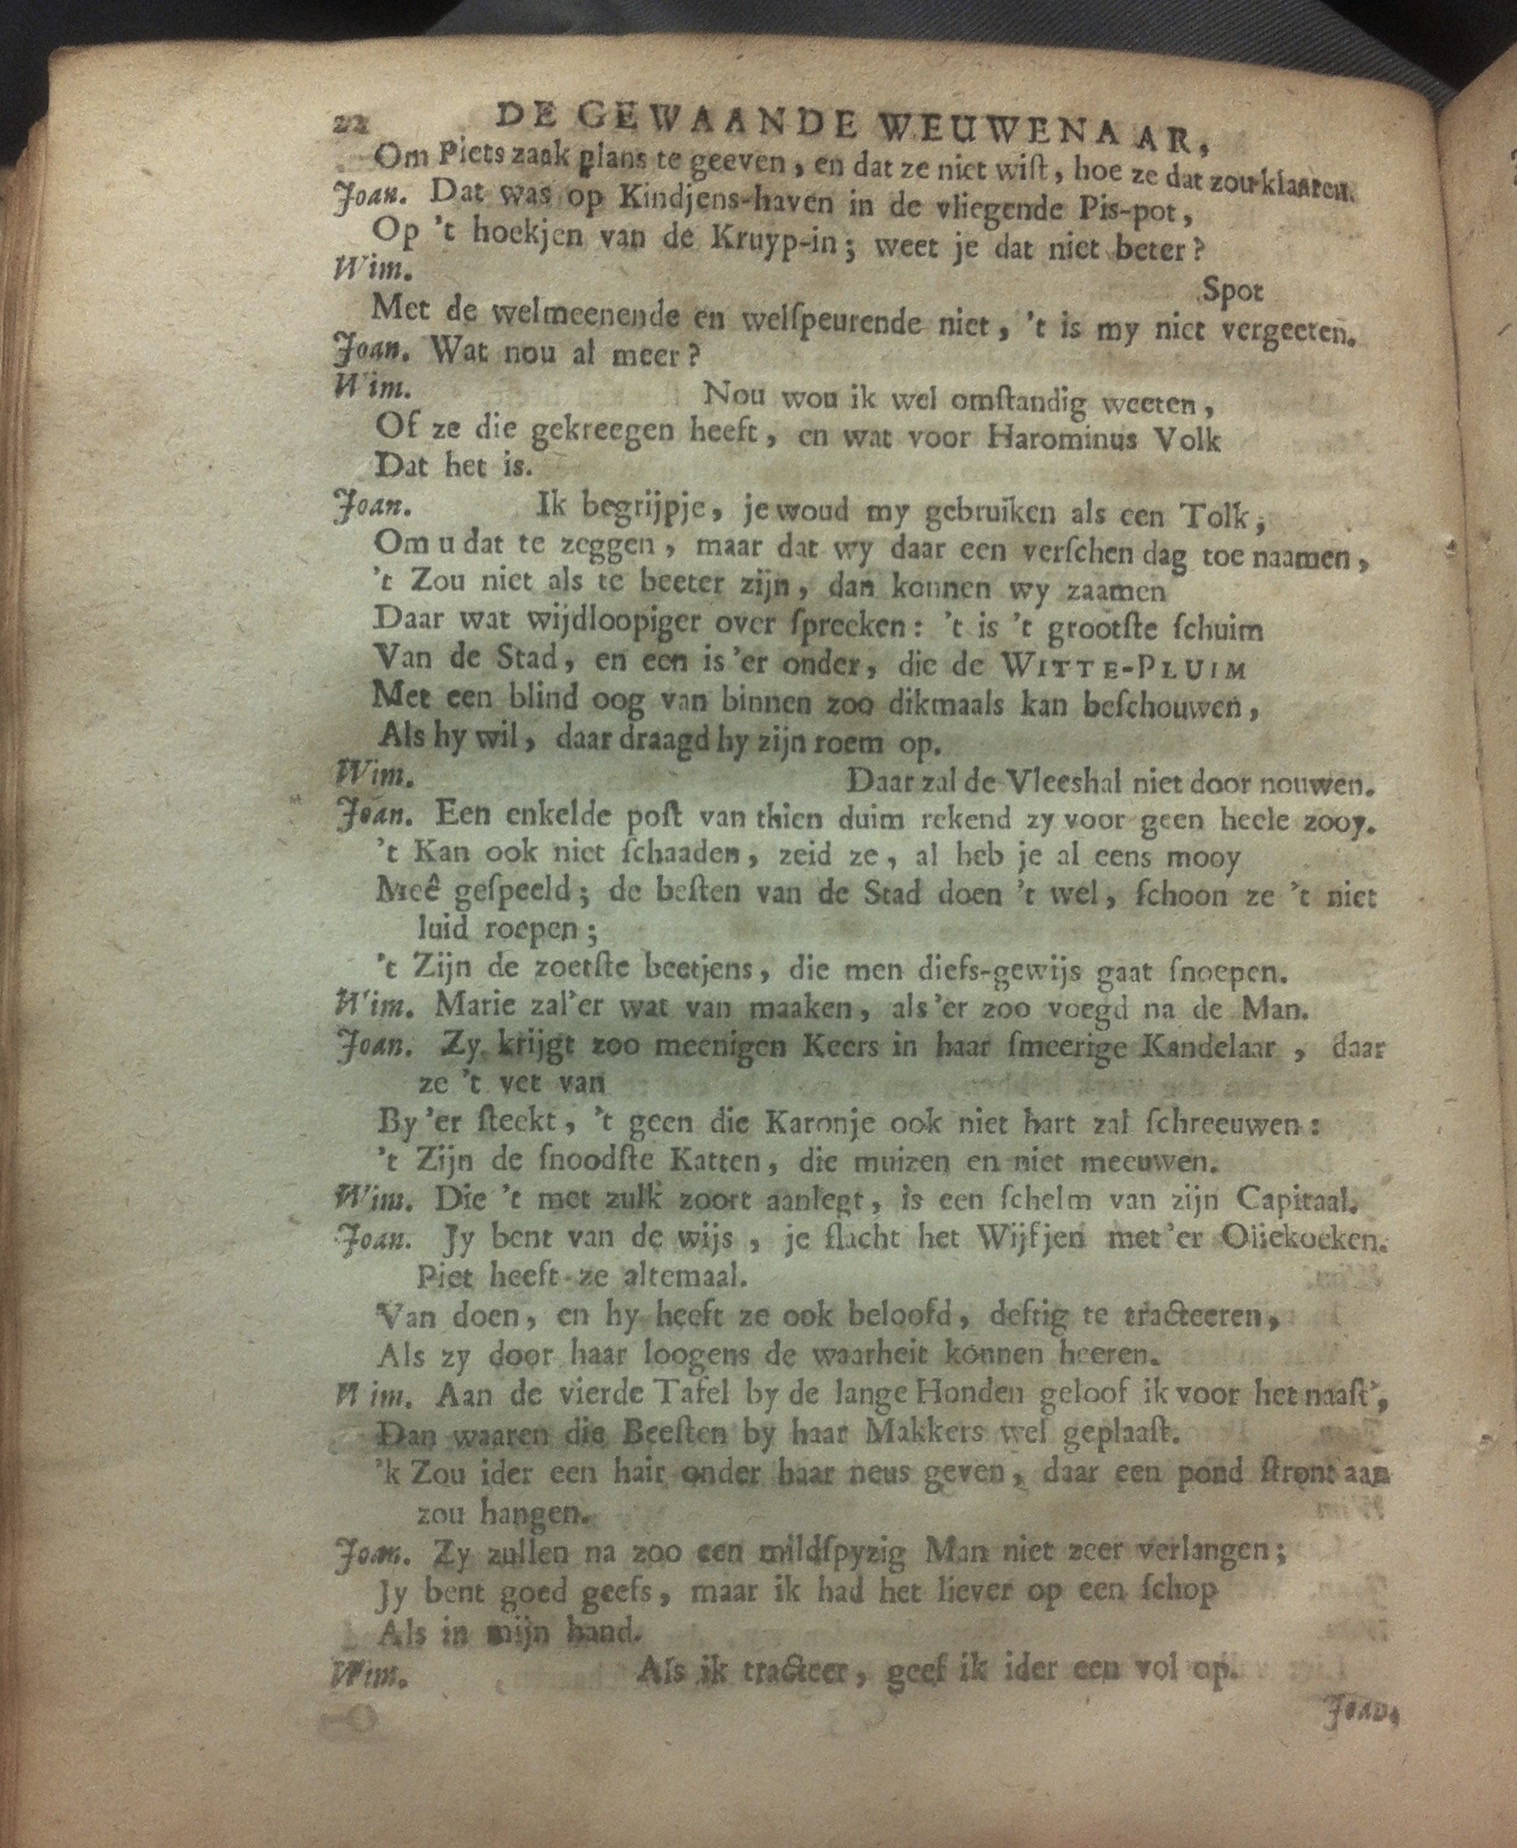 22 DE GEWAANDE WEUWENAAR,
Om Piets zaak glans te geeven, en dat ze niet wist, hoe ze dat zou klaaren.
Joan. Dat was op Kindjens-haven in de vliegende Pis-pot,
Op 't hoekjen van de Kruyp-in; weet je dat niet beter?
Wim. Spot
Met de welmeenende en welſpeurende niet, 't is my niet vergeeten.
Joan. Wat nou al meer?
Wim. Nou wou ik wel omſtandig weeten,
Of ze die gekreegen heeft, en wat voor Harominus Volk
Dat het is.
Joan. Ik begrijpje, je woud my gebruiken als een Tolk,
Om u dat te zeggen, maar dat wy daar een verſchen dag toe naamen,
't Zou niet als te beeter zijn, dan konnen wy zaamen
Daar wat wijdloopiger over ſpreeken: 't is 't grootſte ſchuim
Van de Stad, en een is 'er onder, die de WITTE-PLUIM
Met een blind oog van binnen zoo dikmaals kan beſchouwen,
Als hy wil, daar draagd hy zijn roem op.
Wim. Daar zal de Vleeshal niet door nouwen.
Joan. Een enkelde poſt van thien duim rekend zy voor geen heele zooy.
't Kan ook niet ſchaaden, zeid ze, al heb je al eens mooy
Meê geſpeeld; de beſten van de Stad doen 't wel, ſchoon ze 't niet
luid roepen;
't Zijn de zoetſte beetjens, die men diefs-gewijs gaat ſnoepen.
Wim. Marie zal'er wat van maaken, als 'er zoo voegd na de Man.
Joan. Zy krijgt zoo meenigen Keers in haar ſmeerige Kandelaar, daar
ze 't vet van
By 'er ſteekt, 't geen die Karonje ook niet hart zal ſchreeuwen:
't Zijn de ſnoodſte Katten, die muizen en niet meeuwen.
Wim. Die 't met zulk zoort aanlegt, is een ſchelm van zijn Capitaal.
Joan. Jy bent van de wijs, je ſlacht het Wijfjen met 'er Oliekoeken.
Piet heeft ze altemaal.
Van doen, en hy heeft ze ook beloofd, deftig te tracteeren,
Als zy door haar loogens de waarheit konnen heeren.
Wim. Aan de vierde Tafel by de lange Honden geloof ik voor het naaſt',
Dan waaren die Beeſten by haar Makkers wel geplaaſt.
'k Zou ider een hair onder haar neus geven, daar een pond ſtront aan
zou hangen.
Joan. Zy zullen na zoo een mildſpyzig Man niet zeer verlangen;
Jy bent goed geefs, maar ik had het liever op een ſchop
Als in mijn hand.
Wim. Als ik tracteer, geef ik ider een vol op.
Joan.